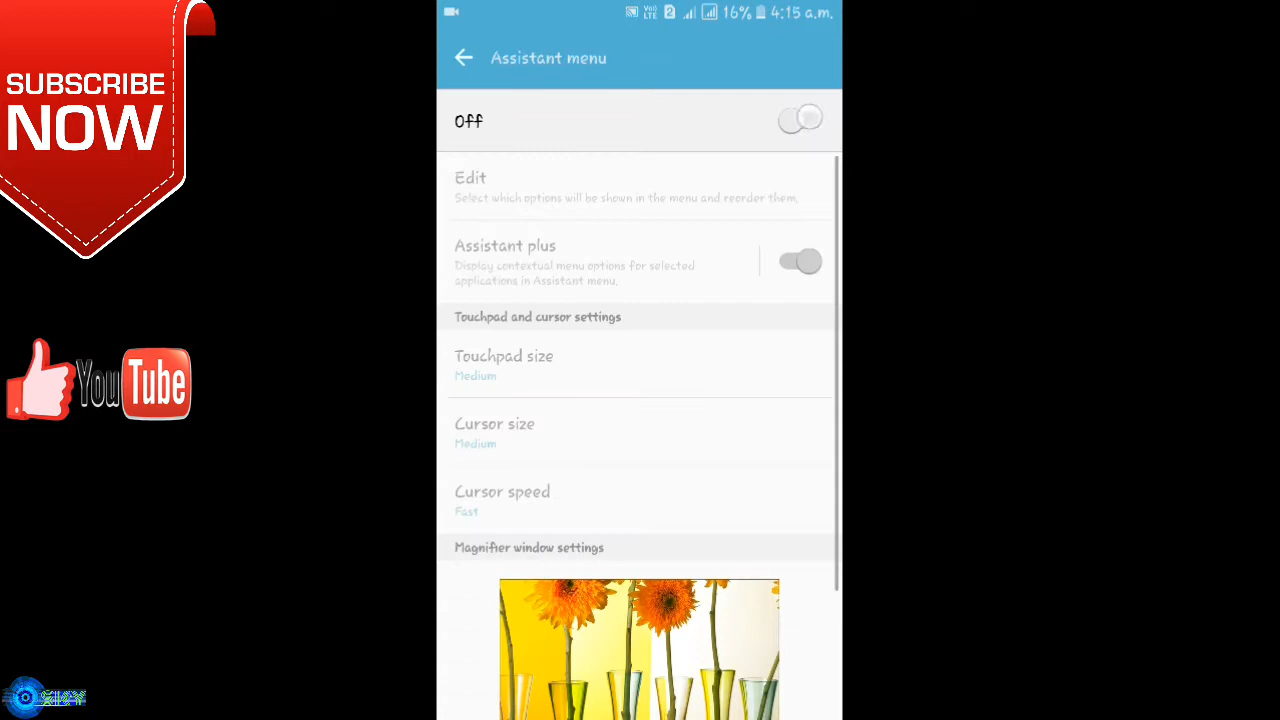 SUBSCRIBE
NOW
YouTube
VoD LTE 2 16% 4:15 a.m.
Assistant menu
Off
Edit
Select which options will be shown in the menu and reorder them.
Assistant plus
Display contextual menu options for selected
applications in Assistant menu.
Touchpad and cursor settings
Touchpad size
Medium
Cursor size
Medium
Cursor speed
Fast
Magnifier window settings